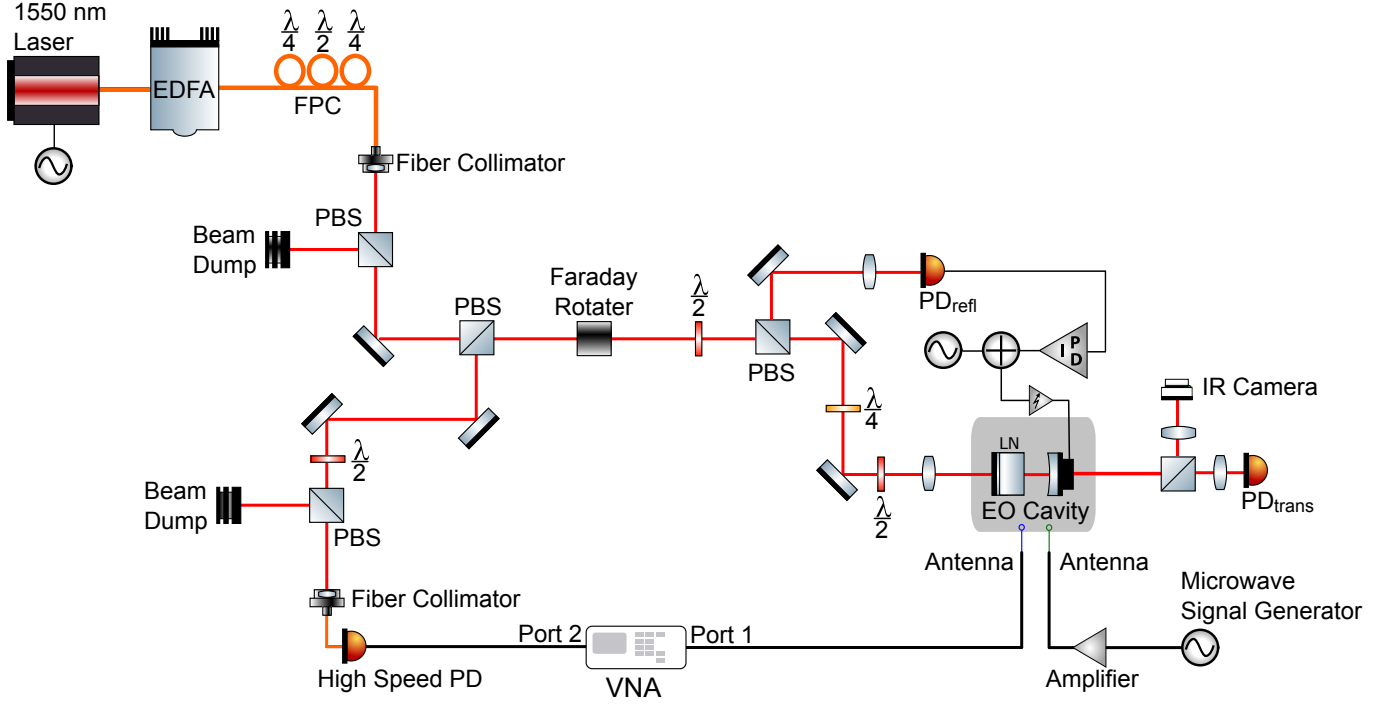 1550 nm
Laser
EDFA
λ/4 λ/2 λ/4
FPC
Fiber Collimator
PBS
Beam
Dump
PBS
Faraday
Rotater
λ/2
PBS
PD_refl
I P D
λ/4
IR Camera
λ/2
LN
EO Cavity
PD_trans
λ/2
Beam
Dump
PBS
Antenna
Antenna
Microwave
Signal Generator
Fiber Collimator
Port 2
Port 1
High Speed PD
VNA
Amplifier